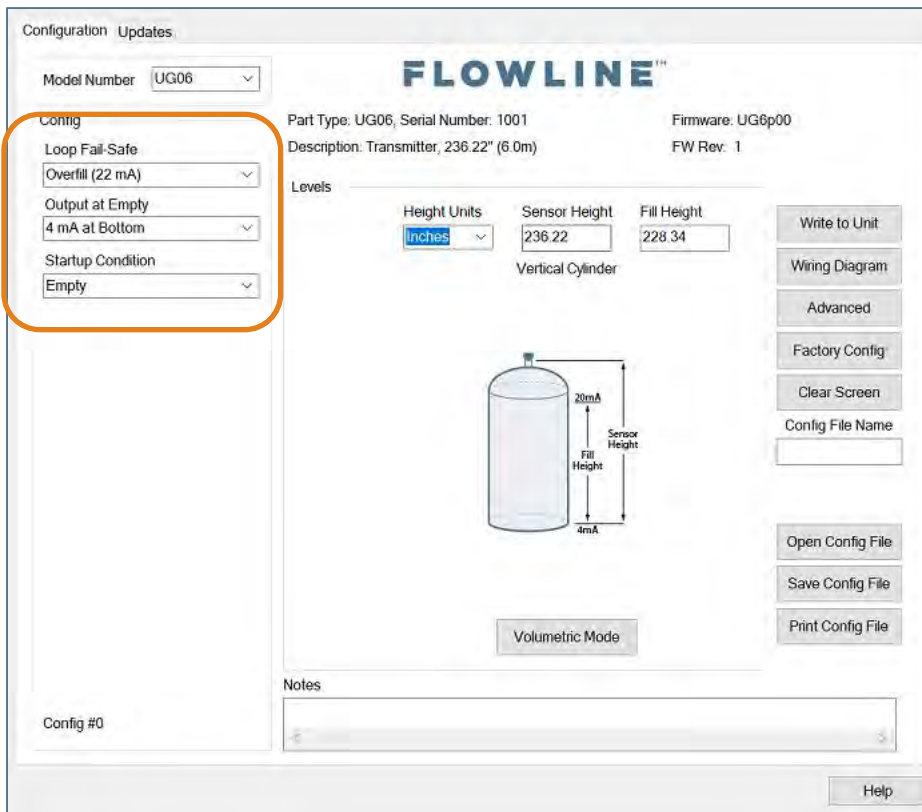 Configuration Updates
Model Number UG06
Config
Loop Fail-Safe
Overfill (22 mA)
Output at Empty
4 mA at Bottom
Startup Condition
Empty
Config #0
FLOWLINE™
Part Type: UG06, Serial Number: 1001 Firmware: UG6p00
Description: Transmitter, 236.22" (6.0m) FW Rev: 1
Levels
Height Units Sensor Height Fill Height
Inches 236.22 228.34
Vertical Cylinder
20mA
Sensor
Height
Fill
Height
4mA
Volumetric Mode
Write to Unit
Wiring Diagram
Advanced
Factory Config
Clear Screen
Config File Name
Open Config File
Save Config File
Print Config File
Notes
Help